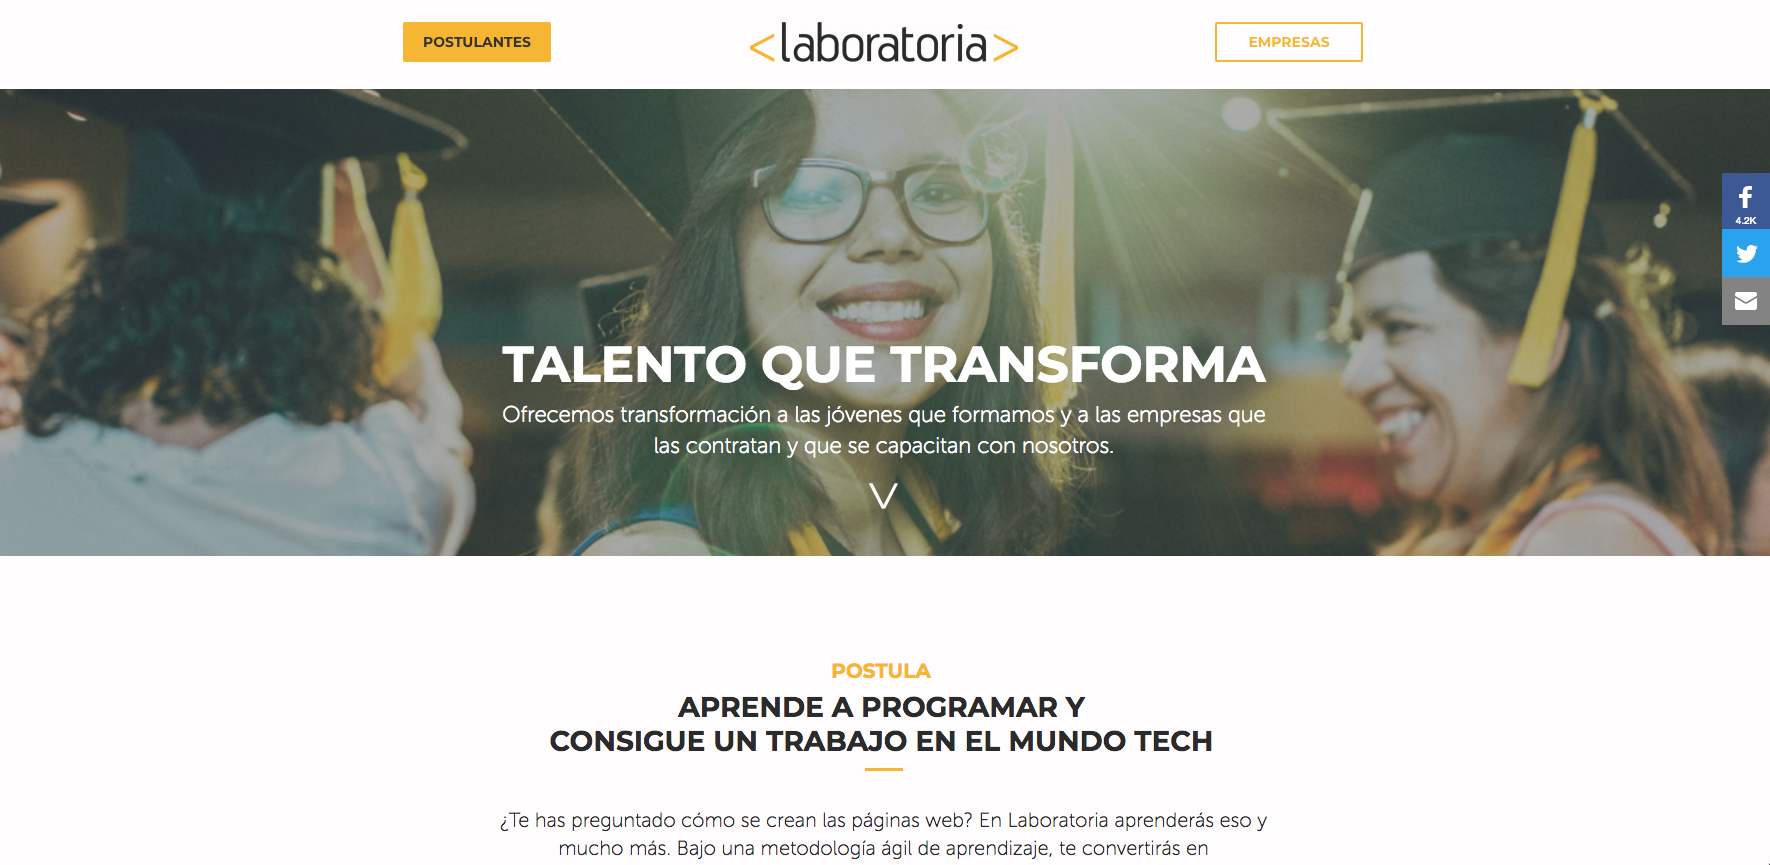 POSTULANTES
<laboratoria>
EMPRESAS
4.2K
TALENTO QUE TRANSFORMA
Ofrecemos transformación a las jóvenes que formamos y a las empresas que
las contratan y que se capacitan con nosotros.
POSTULA
APRENDE A PROGRAMAR Y
CONSIGUE UN TRABAJO EN EL MUNDO TECH
¿Te has preguntado cómo se crean las páginas web? En Laboratoria aprenderás eso y
mucho más. Bajo una metodología ágil de aprendizaje, te convertirás en